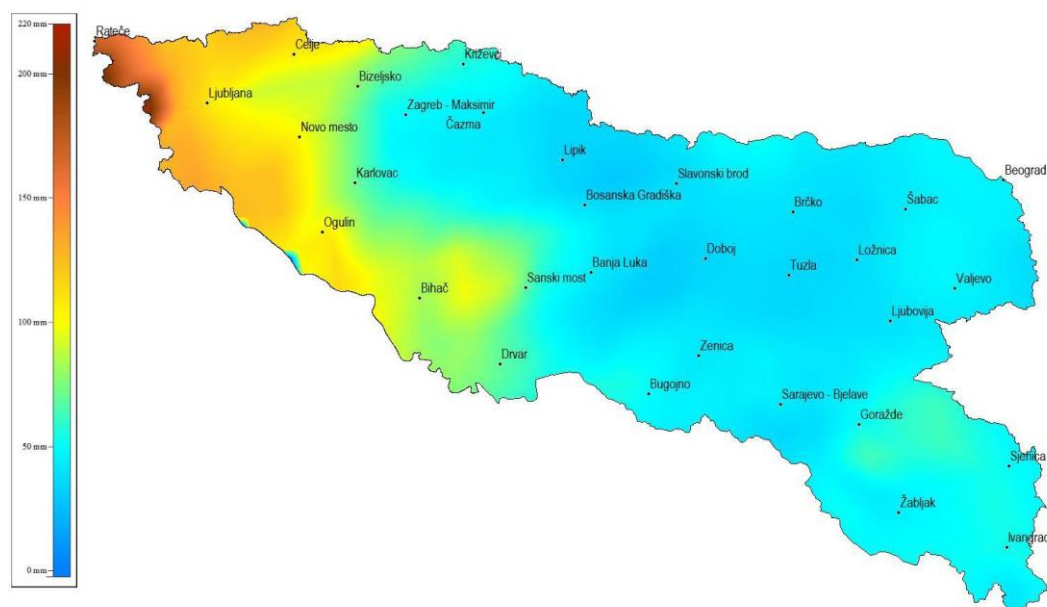 220 mm
200 mm
150 mm
100 mm
50 mm
0 mm
Rateče
Celje
Križevci
Bizeljsko
Ljubljana
Zagreb - Maksimir
Čazma
Novo mesto
Lipik
Karlovac
Slavonski brod
Beograd
Bosanska Gradiška
Brčko
Šabac
Ogulin
Doboj
Ložnica
Banja Luka
Tuzla
Sanski most
Bihač
Valjevo
Ljubovija
Zenica
Drvar
Bugojno
Sarajevo - Bjelave
Goražde
Sjenica
Žabljak
Ivangrad